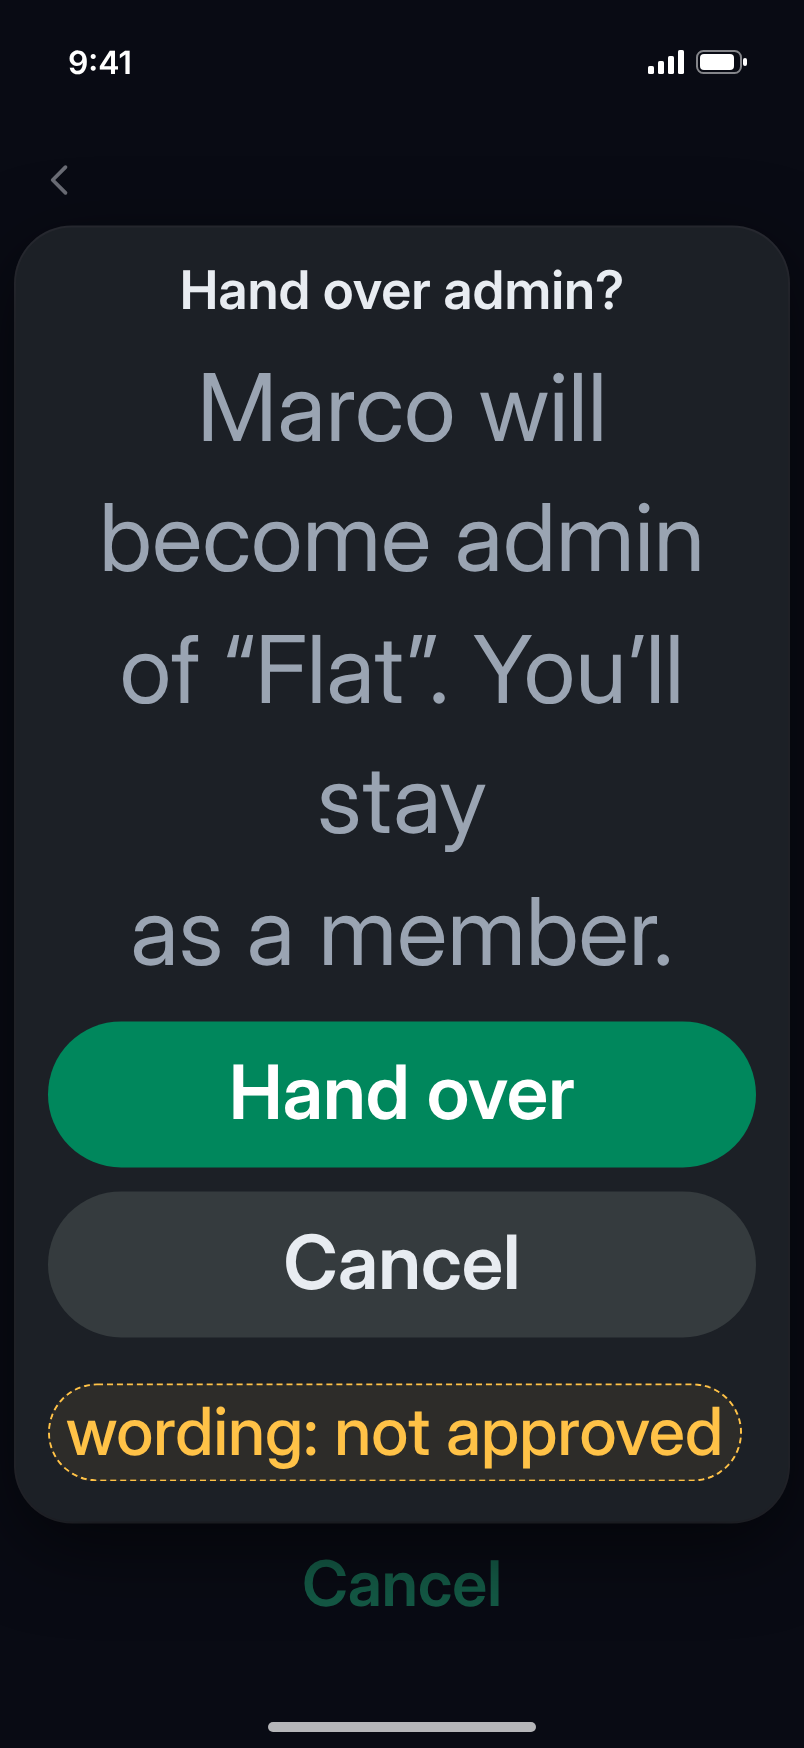 9:41
Hand over admin?
Marco will
become admin
of “Flat”. You’ll
stay
as a member.
Hand over
Cancel
wording: not approved
Cancel